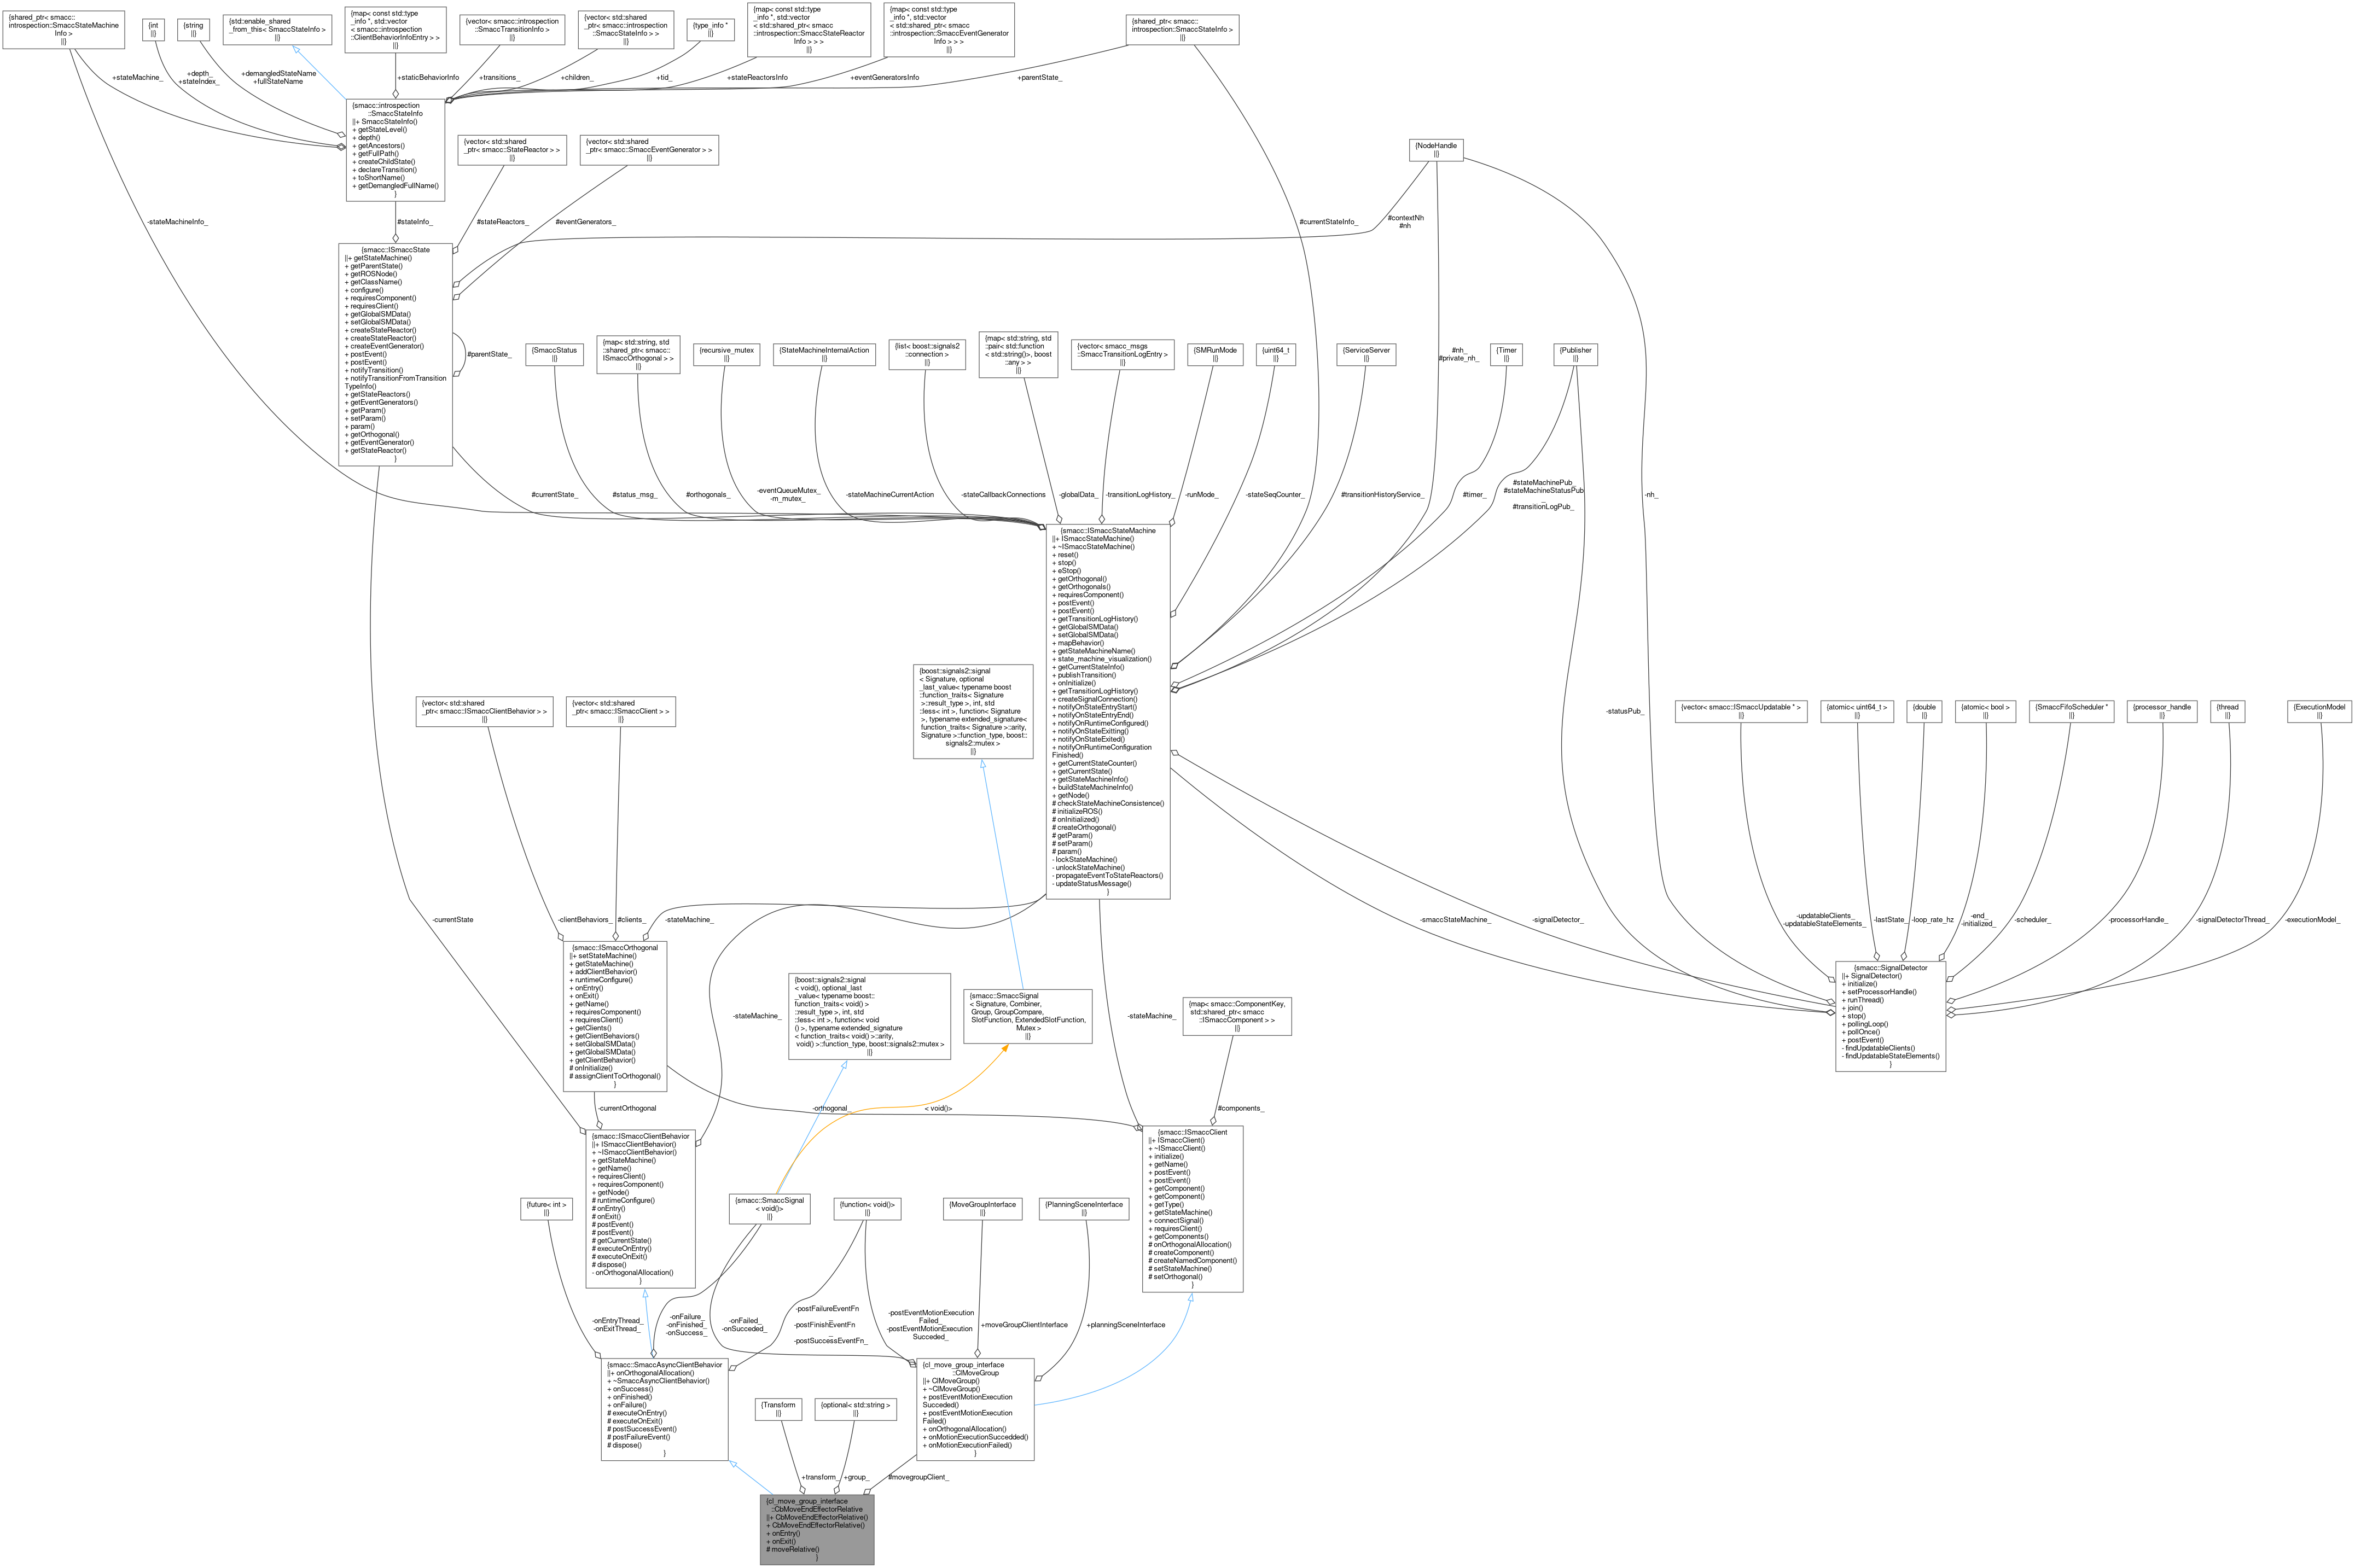 {shared_ptr< smacc::
introspection::SmaccStateMachine
Info >
||}
{int
||}
{string
||}
{std::enable_shared
_from_this< SmaccStateInfo >
||}
{map< const std::type
_info *, std::vector
< smacc::introspection
::ClientBehaviorInfoEntry > >
||}
{vector< smacc::introspection
::SmaccTransitionInfo >
||}
{vector< std::shared
_ptr< smacc::introspection
::SmaccStateInfo > >
||}
{type_info *
||}
{map< const std::type
_info *, std::vector
< std::shared_ptr< smacc
::introspection::SmaccStateReactor
Info > > >
||}
{map< const std::type
_info *, std::vector
< std::shared_ptr< smacc
::introspection::SmaccEventGenerator
Info > > >
||}
{shared_ptr< smacc::
introspection::SmaccStateInfo >
||}
+stateMachine_
+depth_
+stateIndex_
+demangledStateName
+fullStateName
+staticBehaviorInfo
+transitions_
+children_
+tid_
+stateReactorsInfo
+eventGeneratorsInfo
+parentState_
{smacc::introspection
::SmaccStateInfo
||+ SmaccStateInfo()
+ getStateLevel()
+ depth()
+ getAncestors()
+ getFullPath()
+ createChildState()
+ declareTransition()
+ toShortName()
+ getDemangledFullName()
}
{vector< std::shared
_ptr< smacc::StateReactor > >
||}
{vector< std::shared
_ptr< smacc::SmaccEventGenerator > >
||}
{NodeHandle
||}
-stateMachineInfo_
#stateInfo_
#stateReactors_
#eventGenerators_
#currentStateInfo_
#contextNh
#nh
{smacc::ISmaccState
||+ getStateMachine()
+ getParentState()
+ getROSNode()
+ getClassName()
+ configure()
+ requiresComponent()
+ requiresClient()
+ getGlobalSMData()
+ setGlobalSMData()
+ createStateReactor()
+ createStateReactor()
+ createEventGenerator()
+ postEvent()
+ postEvent()
+ notifyTransition()
+ notifyTransitionFromTransition
TypeInfo()
+ getStateReactors()
+ getEventGenerators()
+ getParam()
+ setParam()
+ param()
+ getOrthogonal()
+ getEventGenerator()
+ getStateReactor()
}
#parentState_
{SmaccStatus
||}
{map< std::string, std
::shared_ptr< smacc::
ISmaccOrthogonal > >
||}
{recursive_mutex
||}
{StateMachineInternalAction
||}
{list< boost::signals2
::connection >
||}
{map< std::string, std
::pair< std::function
< std::string()>, boost
::any > >
||}
{vector< smacc_msgs
::SmaccTransitionLogEntry >
||}
{SMRunMode
||}
{uint64_t
||}
{ServiceServer
||}
#nh_
#private_nh_
{Timer
||}
{Publisher
||}
#currentState_
#status_msg_
#orthogonals_
-eventQueueMutex_
-m_mutex_
-stateMachineCurrentAction
-stateCallbackConnections
-globalData_
-transitionLogHistory_
-runMode_
-stateSeqCounter_
#transitionHistoryService_
#timer_
#stateMachinePub_
#stateMachineStatusPub
_
#transitionLogPub_
-nh_
{smacc::ISmaccStateMachine
||+ ISmaccStateMachine()
+ ~ISmaccStateMachine()
+ reset()
+ stop()
+ eStop()
+ getOrthogonal()
+ getOrthogonals()
+ requiresComponent()
+ postEvent()
+ postEvent()
+ getTransitionLogHistory()
+ getGlobalSMData()
+ setGlobalSMData()
+ mapBehavior()
+ getStateMachineName()
+ state_machine_visualization()
+ getCurrentStateInfo()
+ publishTransition()
+ onInitialize()
+ getTransitionLogHistory()
+ createSignalConnection()
+ notifyOnStateEntryStart()
+ notifyOnStateEntryEnd()
+ notifyOnRuntimeConfigured()
+ notifyOnStateExitting()
+ notifyOnStateExited()
+ notifyOnRuntimeConfiguration
Finished()
+ getCurrentStateCounter()
+ getCurrentState()
+ getStateMachineInfo()
+ buildStateMachineInfo()
+ getNode()
# checkStateMachineConsistence()
# initializeROS()
# onInitialized()
# createOrthogonal()
# getParam()
# setParam()
# param()
- lockStateMachine()
- unlockStateMachine()
- propagateEventToStateReactors()
- updateStatusMessage()
}
{boost::signals2::signal
< Signature, optional
_last_value< typename boost
::function_traits< Signature
>::result_type >, int, std
::less< int >, function< Signature
>, typename extended_signature<
function_traits< Signature >::arity,
Signature >::function_type, boost::
signals2::mutex >
||}
{vector< std::shared
_ptr< smacc::ISmaccClientBehavior > >
||}
{vector< std::shared
_ptr< smacc::ISmaccClient > >
||}
-statusPub_
{vector< smacc::ISmaccUpdatable * >
||}
{atomic< uint64_t >
||}
{double
||}
{atomic< bool >
||}
{SmaccFifoScheduler *
||}
{processor_handle
||}
{thread
||}
{ExecutionModel
||}
-currentState
-clientBehaviors_
#clients_
-stateMachine_
-smaccStateMachine_
-signalDetector_
-updatableClients_
-updatableStateElements_
-lastState_
-loop_rate_hz
-end_
-initialized_
-scheduler_
-processorHandle_
-signalDetectorThread_
-executionModel_
{smacc::ISmaccOrthogonal
||+ setStateMachine()
+ getStateMachine()
+ addClientBehavior()
+ runtimeConfigure()
+ onEntry()
+ onExit()
+ getName()
+ requiresComponent()
+ requiresClient()
+ getClients()
+ getClientBehaviors()
+ setGlobalSMData()
+ getGlobalSMData()
+ getClientBehavior()
# onInitialize()
# assignClientToOrthogonal()
}
-stateMachine_
{boost::signals2::signal
< void(), optional_last
_value< typename boost::
function_traits< void() >
::result_type >, int, std
::less< int >, function< void
() >, typename extended_signature
< function_traits< void() >::arity,
void() >::function_type, boost::signals2::mutex >
||}
{smacc::SmaccSignal
< Signature, Combiner,
Group, GroupCompare,
SlotFunction, ExtendedSlotFunction,
Mutex >
||}
-stateMachine_
{map< smacc::ComponentKey,
std::shared_ptr< smacc
::ISmaccComponent > >
||}
{smacc::SignalDetector
||+ SignalDetector()
+ initialize()
+ setProcessorHandle()
+ runThread()
+ join()
+ stop()
+ pollingLoop()
+ pollOnce()
+ postEvent()
- findUpdatableClients()
- findUpdatableStateElements()
}
-currentOrthogonal
-orthogonal_
< void()>
#components_
{smacc::ISmaccClientBehavior
||+ ISmaccClientBehavior()
+ ~ISmaccClientBehavior()
+ getStateMachine()
+ getName()
+ requiresClient()
+ requiresComponent()
+ getNode()
# runtimeConfigure()
# onEntry()
# onExit()
# postEvent()
# postEvent()
# getCurrentState()
# executeOnEntry()
# executeOnExit()
# dispose()
- onOrthogonalAllocation()
}
{smacc::ISmaccClient
||+ ISmaccClient()
+ ~ISmaccClient()
+ initialize()
+ getName()
+ postEvent()
+ postEvent()
+ getComponent()
+ getComponent()
+ getType()
+ getStateMachine()
+ connectSignal()
+ requiresClient()
+ getComponents()
# onOrthogonalAllocation()
# createComponent()
# createNamedComponent()
# setStateMachine()
# setOrthogonal()
}
{future< int >
||}
{smacc::SmaccSignal
< void()>
||}
{function< void()>
||}
{MoveGroupInterface
||}
{PlanningSceneInterface
||}
-onEntryThread_
-onExitThread_
-onFailure_
-onFinished_
-onSuccess_
-onFailed_
-onSucceded_
-postFailureEventFn
_
-postFinishEventFn
_
-postSuccessEventFn_
-postEventMotionExecution
Failed_
-postEventMotionExecution
Succeded_
+moveGroupClientInterface
+planningSceneInterface
{smacc::SmaccAsyncClientBehavior
||+ onOrthogonalAllocation()
+ ~SmaccAsyncClientBehavior()
+ onSuccess()
+ onFinished()
+ onFailure()
# executeOnEntry()
# executeOnExit()
# postSuccessEvent()
# postFailureEvent()
# dispose()
}
{Transform
||}
{optional< std::string >
||}
{cl_move_group_interface
::ClMoveGroup
||+ ClMoveGroup()
+ ~ClMoveGroup()
+ postEventMotionExecution
Succeded()
+ postEventMotionExecution
Failed()
+ onOrthogonalAllocation()
+ onMotionExecutionSuccedded()
+ onMotionExecutionFailed()
}
+transform_
+group_
#movegroupClient_
{cl_move_group_interface
::CbMoveEndEffectorRelative
||+ CbMoveEndEffectorRelative()
+ CbMoveEndEffectorRelative()
+ onEntry()
+ onExit()
# moveRelative()
}